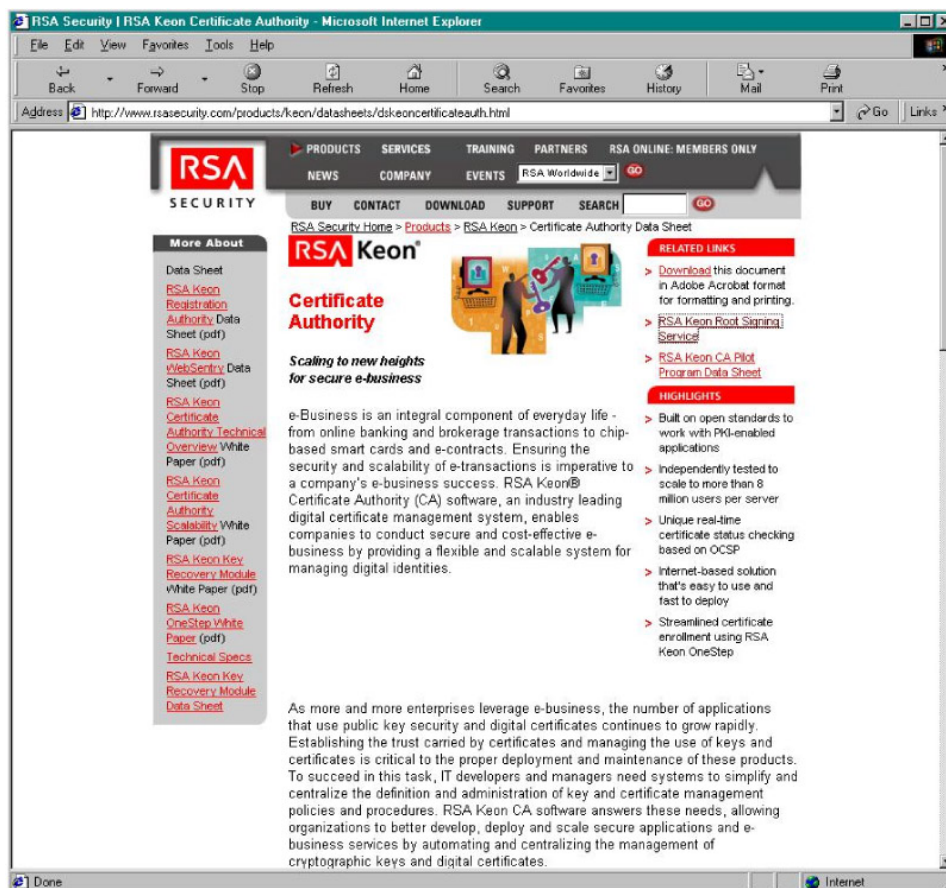 RSA Security | RSA Keon Certificate Authority - Microsoft Internet Explorer
File Edit View Favorites Tools Help
Back Forward Stop Refresh Home Search Favorites History Mail Print
Address http://www.rsasecurity.com/products/keon/datasheets/dskeoncertificateauth.html Go Links
RSA
SECURITY
PRODUCTS SERVICES TRAINING PARTNERS RSA ONLINE: MEMBERS ONLY
NEWS COMPANY EVENTS RSA Worldwide GO
BUY CONTACT DOWNLOAD SUPPORT SEARCH GO
RSA Security Home > Products > RSA Keon > Certificate Authority Data Sheet
More About
Data Sheet
RSA Keon
Registration
Authority Data
Sheet (pdf)
RSA Keon
WebSentry Data
Sheet (pdf)
RSA Keon
Certificate
Authority Technical
Overview White
Paper (pdf)
RSA Keon
Certificate
Authority
Scalability White
Paper (pdf)
RSA Keon Key
Recovery Module
White Paper (pdf)
RSA Keon
OneStep White
Paper (pdf)
Technical Specs
RSA Keon Key
Recovery Module
Data Sheet
RSA Keon®
Certificate
Authority
Scaling to new heights
for secure e-business
e-Business is an integral component of everyday life -
from online banking and brokerage transactions to chip-
based smart cards and e-contracts. Ensuring the
security and scalability of e-transactions is imperative to
a company's e-business success. RSA Keon®
Certificate Authority (CA) software, an industry leading
digital certificate management system, enables
companies to conduct secure and cost-effective e-
business by providing a flexible and scalable system for
managing digital identities.
RELATED LINKS
> Download this document
in Adobe Acrobat format
for formatting and printing.
> RSA Keon Root Signing
Service
> RSA Keon CA Pilot
Program Data Sheet
HIGHLIGHTS
> Built on open standards to
work with PKI-enabled
applications
> Independently tested to
scale to more than 8
million users per server
> Unique real-time
certificate status checking
based on OCSP
> Internet-based solution
that's easy to use and
fast to deploy
> Streamlined certificate
enrollment using RSA
Keon OneStep
As more and more enterprises leverage e-business, the number of applications
that use public key security and digital certificates continues to grow rapidly.
Establishing the trust carried by certificates and managing the use of keys and
certificates is critical to the proper deployment and maintenance of these products.
To succeed in this task, IT developers and managers need systems to simplify and
centralize the definition and administration of key and certificate management
policies and procedures. RSA Keon CA software answers these needs, allowing
organizations to better develop, deploy and scale secure applications and e-
business services by automating and centralizing the management of
cryptographic keys and digital certificates.
Done Internet